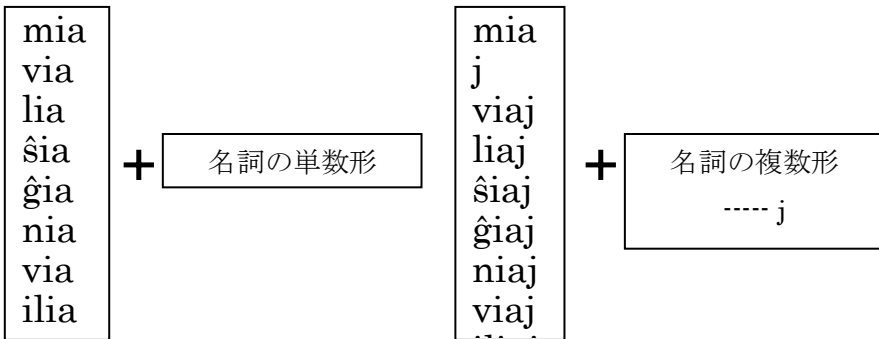 mia
via
lia
ŝia
ĝia
nia
via
ilia
+
名詞の単数形
mia
j
viaj
liaj
ŝiaj
ĝiaj
niaj
viaj
+
名詞の複数形
----- j